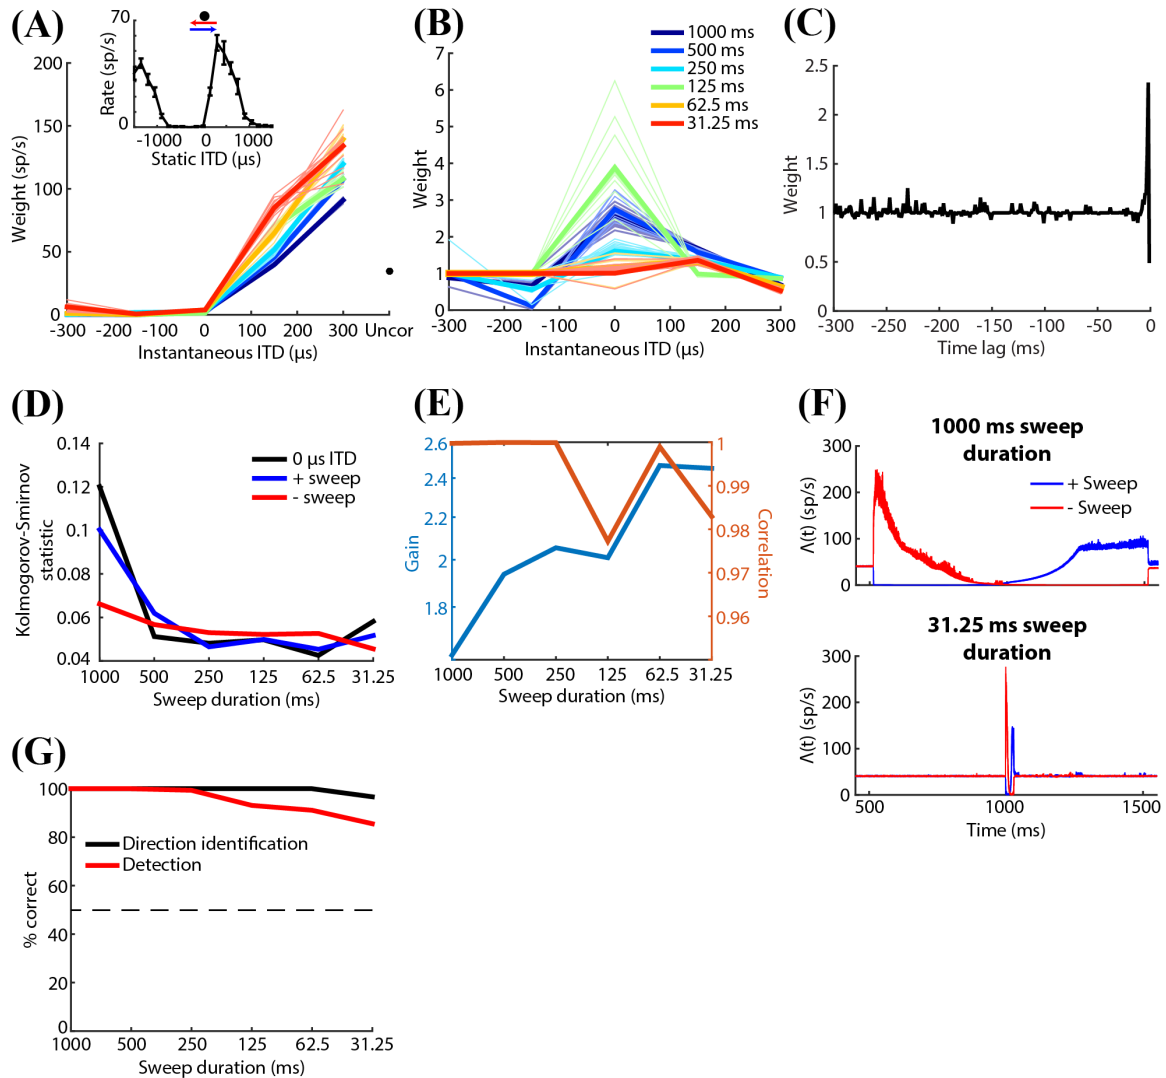 (A)
70
Rate (sp/s)
0
-1000 0 1000
Static ITD (µs)
200
150
100
50
0
Weight (sp/s)
-300 -200 -100 0 100 200 300 Uncor
Instantaneous ITD (µs)
(B)
1000 ms
500 ms
250 ms
125 ms
62.5 ms
31.25 ms
7
6
5
4
3
2
1
0
Weight
-300 -200 -100 0 100 200 300
Instantaneous ITD (µs)
(C)
2.5
2
1.5
1
0.5
0
Weight
-300 -250 -200 -150 -100 -50 0
Time lag (ms)
(D)
0.14
0.12
0.1
0.08
0.06
0.04
Kolmogorov-Smirnov
statistic
0 µs ITD
+ sweep
- sweep
1000 500 250 125 62.5 31.25
Sweep duration (ms)
(E)
2.6
2.4
2.2
2
1.8
Gain
1
0.99
0.98
0.97
0.96
Correlation
1000 500 250 125 62.5 31.25
Sweep duration (ms)
(F)
1000 ms sweep
duration
300
200
100
0
Λ(t) (sp/s)
+ Sweep
- Sweep
31.25 ms sweep
duration
300
200
100
0
Λ(t) (sp/s)
500 1000 1500
Time (ms)
(G)
100
80
60
40
20
0
% correct
Direction identification
Detection
1000 500 250 125 62.5 31.25
Sweep duration (ms)